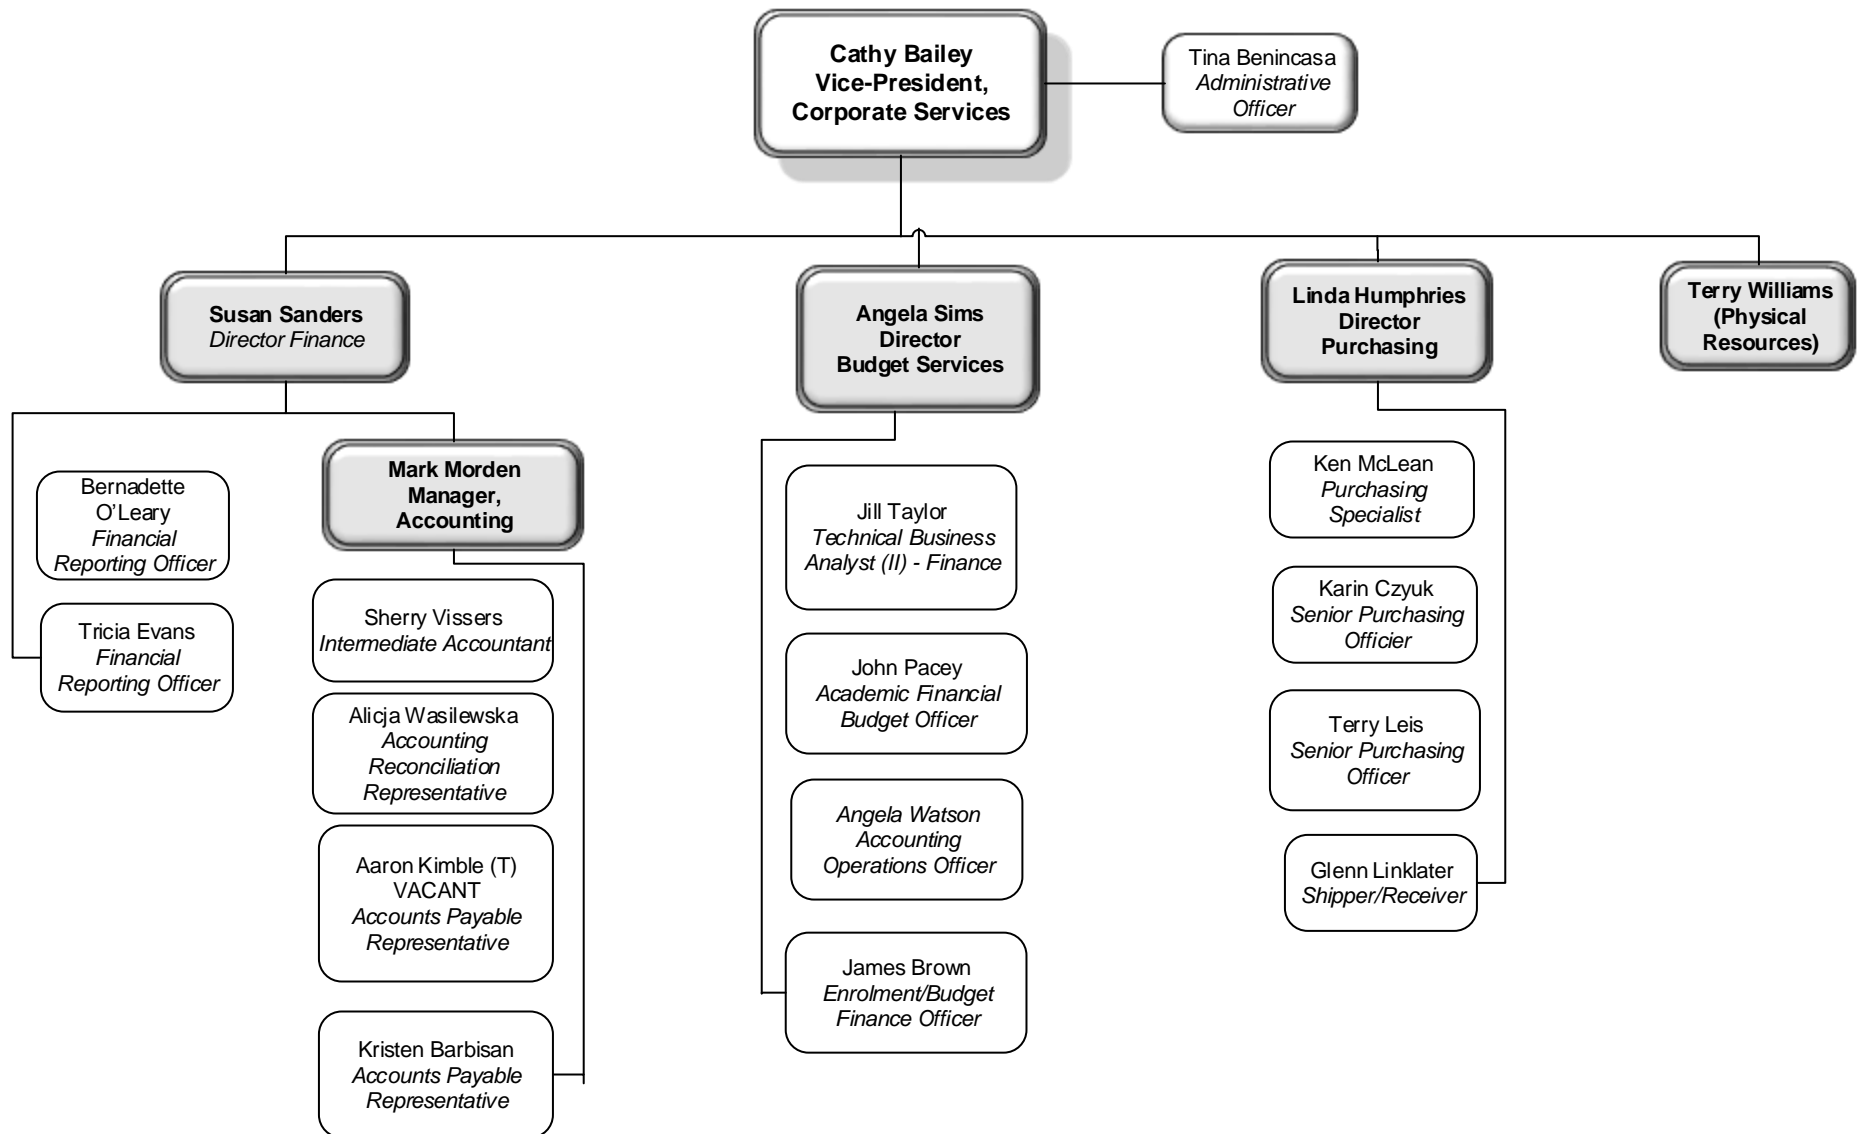 Cathy Bailey
Vice-President,
Corporate Services
Tina Benincasa
Administrative
Officer
Susan Sanders
Director Finance
Angela Sims
Director
Budget Services
Linda Humphries
Director
Purchasing
Terry Williams
(Physical
Resources)
Bernadette
O’Leary
Financial
Reporting Officer
Tricia Evans
Financial
Reporting Officer
Mark Morden
Manager,
Accounting
Sherry Vissers
Intermediate Accountant
Alicja Wasilewska
Accounting
Reconciliation
Representative
Aaron Kimble (T)
VACANT
Accounts Payable
Representative
Kristen Barbisan
Accounts Payable
Representative
Jill Taylor
Technical Business
Analyst (II) - Finance
John Pacey
Academic Financial
Budget Officer
Angela Watson
Accounting
Operations Officer
James Brown
Enrolment/Budget
Finance Officer
Ken McLean
Purchasing
Specialist
Karin Czyuk
Senior Purchasing
Officier
Terry Leis
Senior Purchasing
Officer
Glenn Linklater
Shipper/Receiver